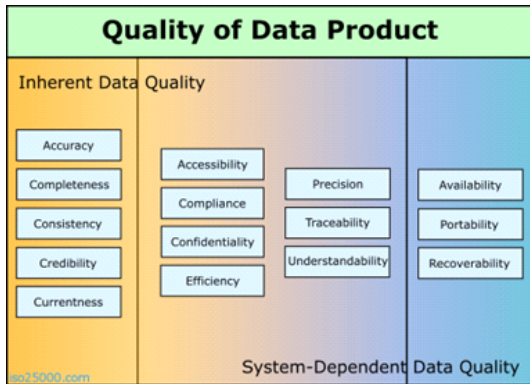 Quality of Data Product
Inherent Data Quality
Accuracy
Completeness
Consistency
Credibility
Currentness
Accessibility
Compliance
Confidentiality
Efficiency
Precision
Traceability
Understandability
Availability
Portability
Recoverability
System-Dependent Data Quality
iso25000.com